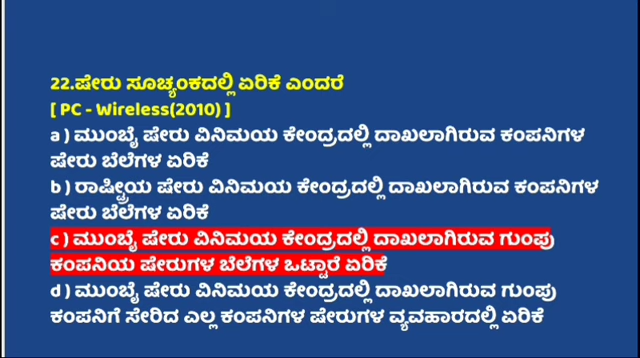 22.ಷೇರು ಸೂಚ್ಯಂಕದಲ್ಲಿ ಏರಿಕೆ ಎಂದರೆ
[ PC - Wireless(2010) ]
a ) ಮುಂಬೈ ಷೇರು ವಿನಿಮಯ ಕೇಂದ್ರದಲ್ಲಿ ದಾಖಲಾಗಿರುವ ಕಂಪನಿಗಳ
ಷೇರು ಬೆಲೆಗಳ ಏರಿಕೆ
b ) ರಾಷ್ಟ್ರೀಯ ಷೇರು ವಿನಿಮಯ ಕೇಂದ್ರದಲ್ಲಿ ದಾಖಲಾಗಿರುವ ಕಂಪನಿಗಳ
ಷೇರು ಬೆಲೆಗಳ ಏರಿಕೆ
c ) ಮುಂಬೈ ಷೇರು ವಿನಿಮಯ ಕೇಂದ್ರದಲ್ಲಿ ದಾಖಲಾಗಿರುವ ಗುಂಪು
ಕಂಪನಿಯ ಷೇರುಗಳ ಬೆಲೆಗಳ ಒಟ್ಟಾರೆ ಏರಿಕೆ
d ) ಮುಂಬೈ ಷೇರು ವಿನಿಮಯ ಕೇಂದ್ರದಲ್ಲಿ ದಾಖಲಾಗಿರುವ ಗುಂಪು
ಕಂಪನಿಗೆ ಸೇರಿದ ಎಲ್ಲ ಕಂಪನಿಗಳ ಷೇರುಗಳ ವ್ಯವಹಾರದಲ್ಲಿ ಏರಿಕೆ